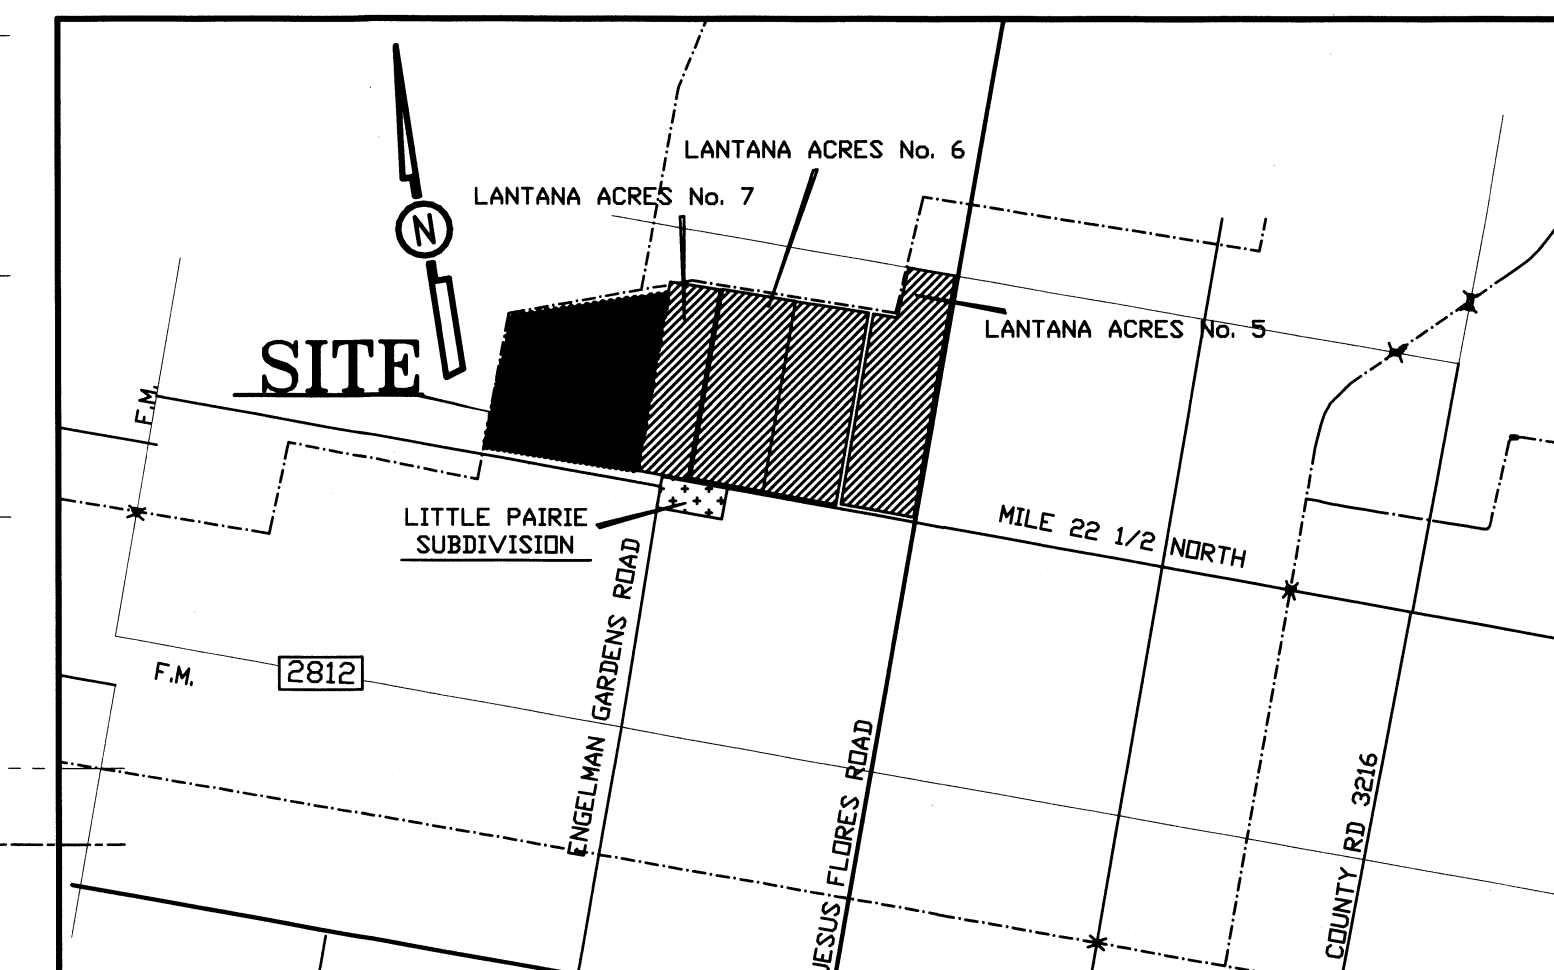 LANTANA ACRES No. 6
LANTANA ACRES No. 7
N
LANTANA ACRES No. 5
SITE
F.M.
LITTLE PAIRIE
SUBDIVISION
MILE 22 1/2 NORTH
ENGELMAN GARDENS ROAD
F.M.
2812
JESUS FLORES ROAD
COUNTY RD 3216